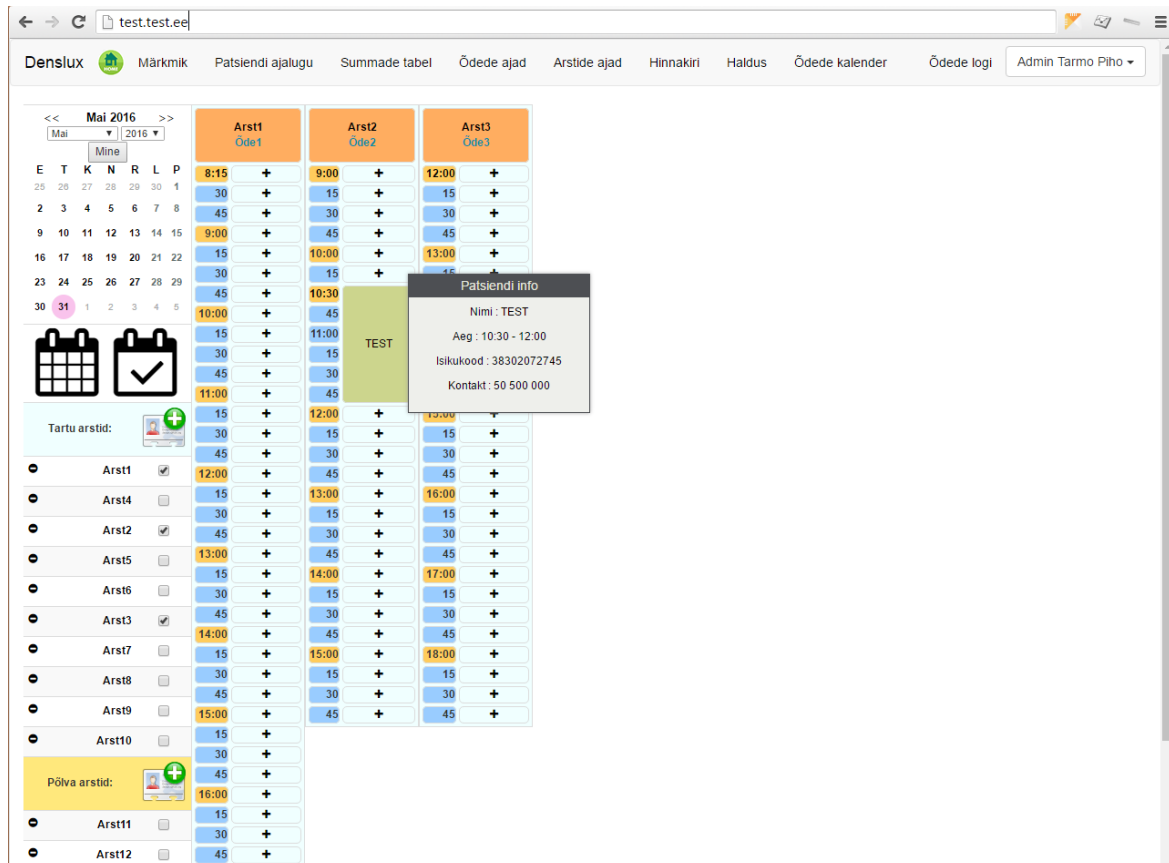 test.test.ee
Denslux Märkmik Patsiendi ajalugu Summade tabel Õdede ajad Arstide ajad Hinnakiri Haldus Õdede kalender Õdede logi Admin Tarmo Piho
<< Mai 2016 >>
Mai 2016
Mine
E T K N R L P
25 26 27 28 29 30 1
2 3 4 5 6 7 8
9 10 11 12 13 14 15
16 17 18 19 20 21 22
23 24 25 26 27 28 29
30 31 1 2 3 4 5
Tartu arstid:
Arst1
Arst4
Arst2
Arst5
Arst6
Arst3
Arst7
Arst8
Arst9
Arst10
Põlva arstid:
Arst11
Arst12
Arst1
Öde1
8:15 +
30 +
45 +
9:00 +
15 +
30 +
45 +
10:00 +
15 +
30 +
45 +
11:00 +
15 +
30 +
45 +
12:00 +
15 +
30 +
45 +
13:00 +
15 +
30 +
45 +
14:00 +
15 +
30 +
45 +
15:00 +
15 +
30 +
45 +
16:00 +
15 +
30 +
45 +
Arst2
Öde2
9:00 +
15 +
30 +
45 +
10:00 +
15 +
10:30
45
11:00
TEST
15
30
45
12:00 +
15 +
30 +
45 +
13:00 +
15 +
30 +
45 +
14:00 +
15 +
30 +
45 +
15:00 +
15 +
30 +
45 +
Arst3
Öde3
12:00 +
15 +
30 +
45 +
13:00 +
15 +
Patsiendi info
Nimi : TEST
Aeg : 10:30 - 12:00
Isikukood : 38302072745
Kontakt : 50 500 000
15:00 +
15 +
30 +
45 +
16:00 +
15 +
30 +
45 +
17:00 +
15 +
30 +
45 +
18:00 +
15 +
30 +
45 +